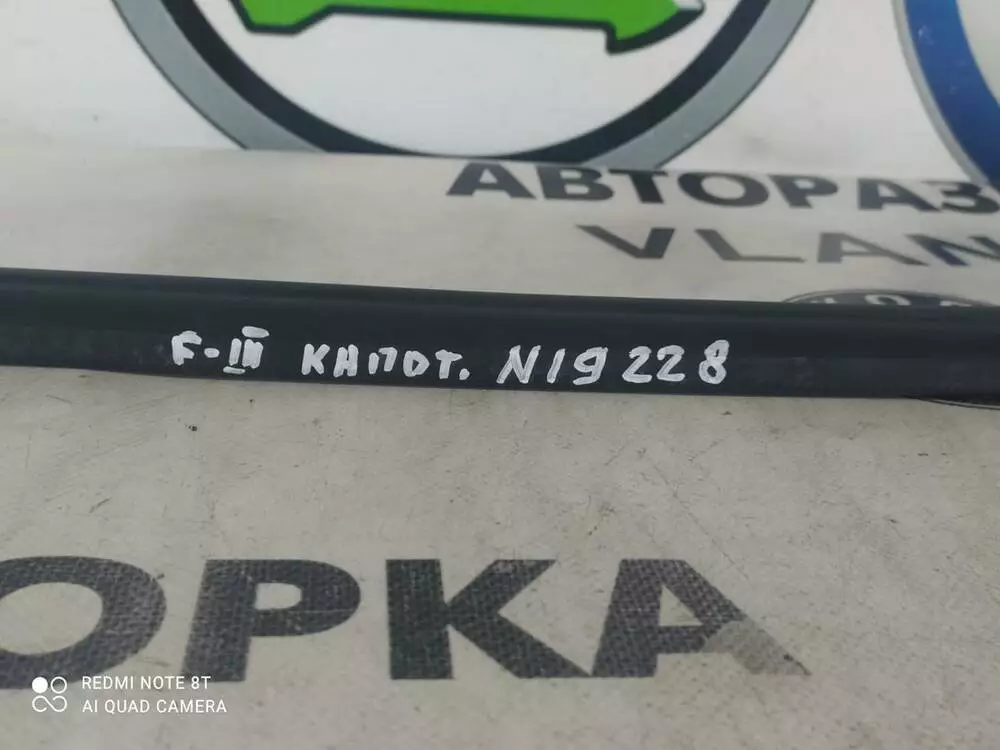 АВТОРАЗ
VLAN
F-III КАПОТ. N19228
ОРКА
REDMI NOTE 8T
AI QUAD CAMERA